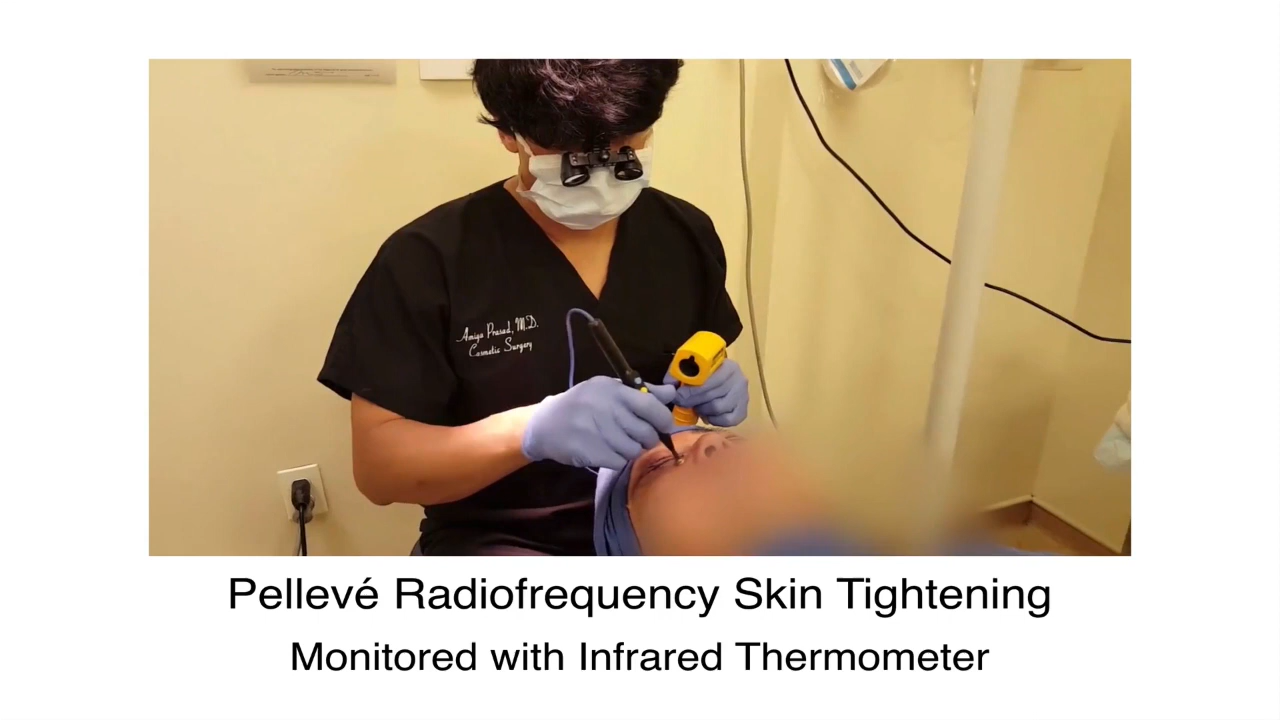 Amiya Prasad, M.D.
Cosmetic Surgery
Pellevé Radiofrequency Skin Tightening
Monitored with Infrared Thermometer